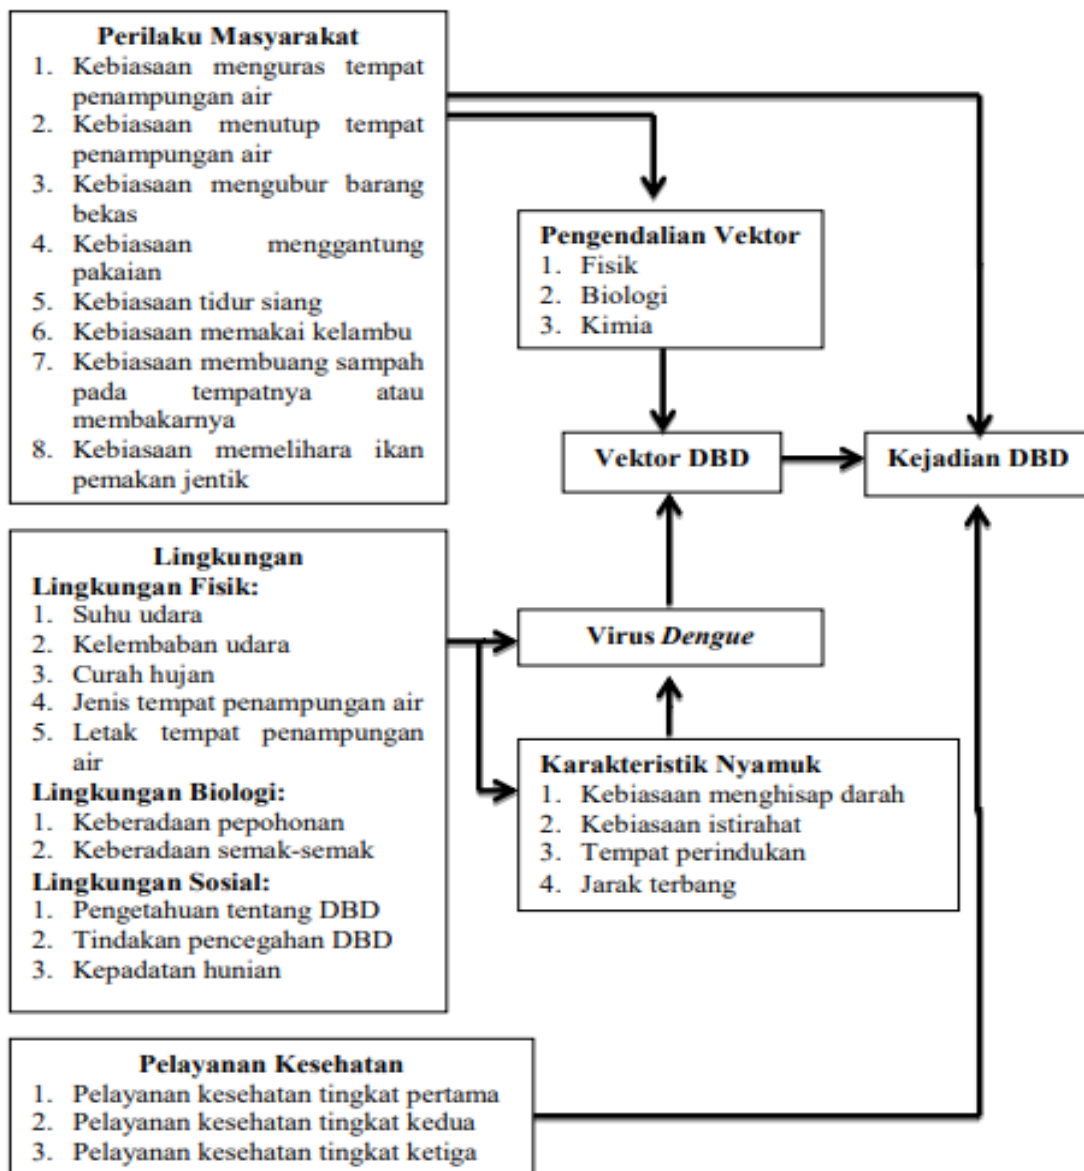 Perilaku Masyarakat
1. Kebiasaan menguras tempat
penampungan air
2. Kebiasaan menutup tempat
penampungan air
3. Kebiasaan mengubur barang
bekas
4. Kebiasaan menggantung
pakaian
5. Kebiasaan tidur siang
6. Kebiasaan memakai kelambu
7. Kebiasaan membuang sampah
pada tempatnya atau
membakarnya
8. Kebiasaan memelihara ikan
pemakan jentik
Pengendalian Vektor
1. Fisik
2. Biologi
3. Kimia
Vektor DBD
Kejadian DBD
Lingkungan
Lingkungan Fisik:
1. Suhu udara
2. Kelembaban udara
3. Curah hujan
4. Jenis tempat penampungan air
5. Letak tempat penampungan
air
Lingkungan Biologi:
1. Keberadaan pepohonan
2. Keberadaan semak-semak
Lingkungan Sosial:
1. Pengetahuan tentang DBD
2. Tindakan pencegahan DBD
3. Kepadatan hunian
Virus Dengue
Karakteristik Nyamuk
1. Kebiasaan menghisap darah
2. Kebiasaan istirahat
3. Tempat perindukan
4. Jarak terbang
Pelayanan Kesehatan
1. Pelayanan kesehatan tingkat pertama
2. Pelayanan kesehatan tingkat kedua
3. Pelayanan kesehatan tingkat ketiga